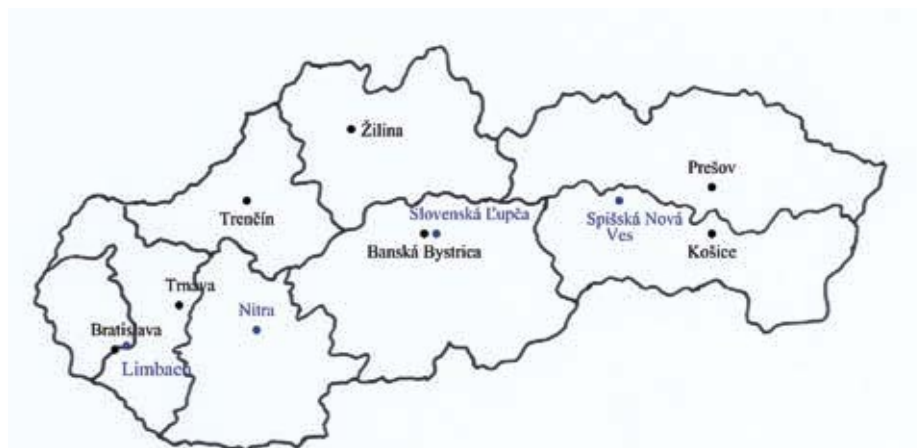 Žilina
Prešov
Trenčín
Slovenská Ľupča
Banská Bystrica
Spišská Nová
Ves
Košice
Trnava
Nitra
Bratislava
Limbach